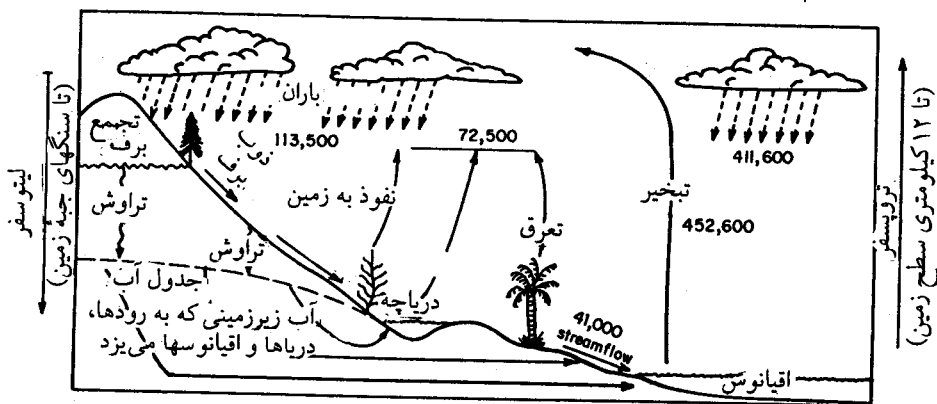 باران
113,500
72,500
411,600
تجمع
برف
ذوب
برفا
نفوذ به زمین
تبخیر
452,600
تراوش
تراوش
تعرق
جدول آب
دریاچه
آب زیرزمینی که به رودها،
دریاها و اقیانوسها می‌یزد
41,000
streamflow
اقیانوس
لیتوسفر
(تا سنگهای جبهٔ زمین)
تروپسفر
(تا ۱۲ کیلومتری سطح زمین)